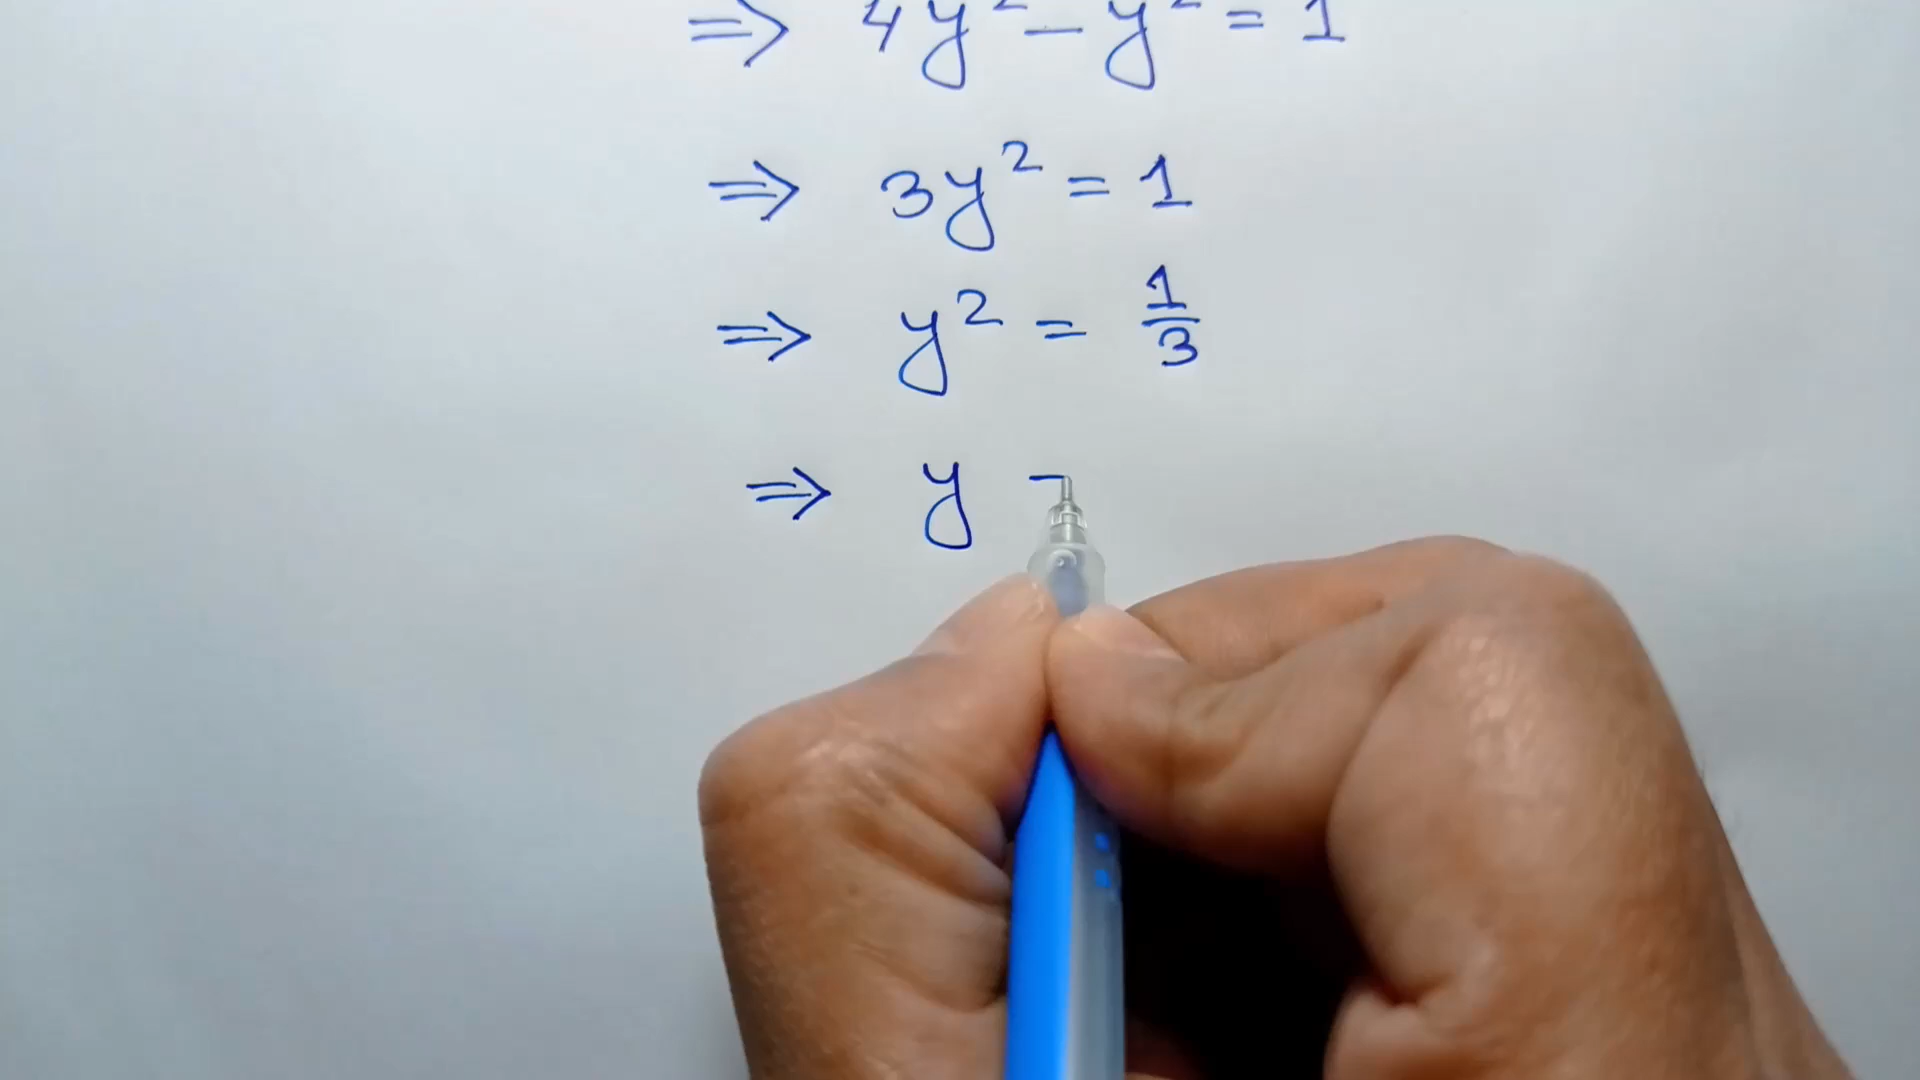 ⇒ 4y² - y² = 1
⇒ 3y² = 1
⇒ y² = 1/3
⇒ y -